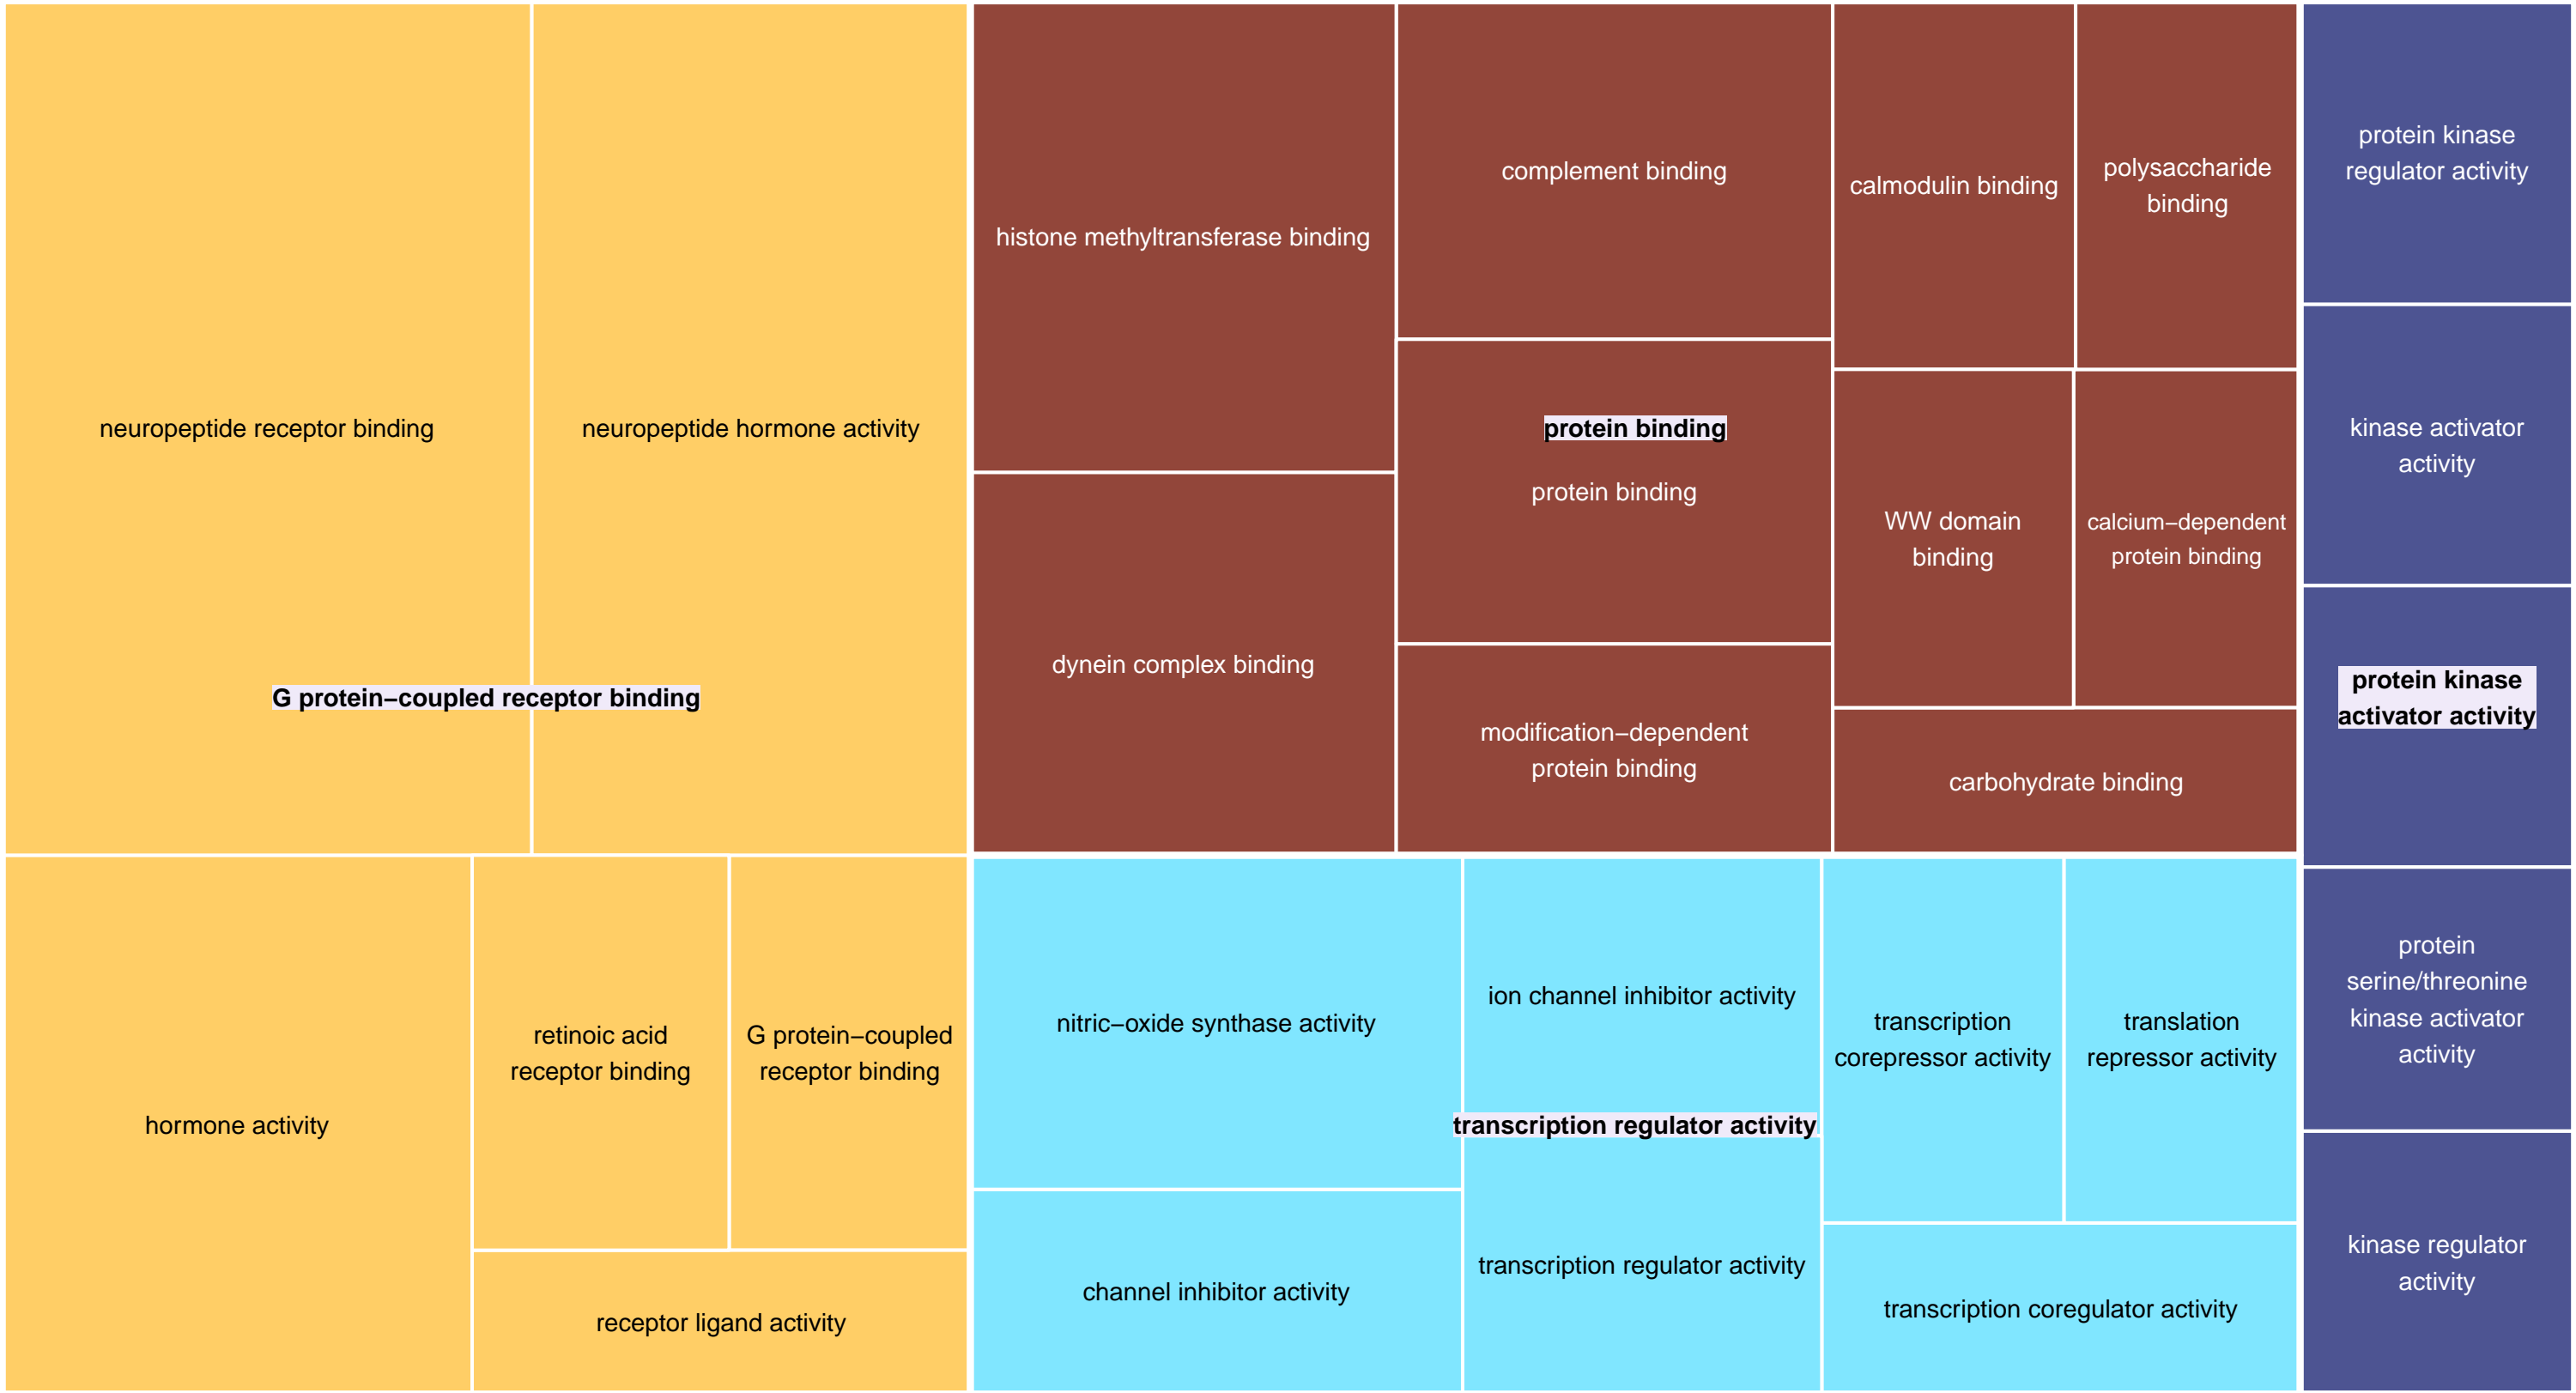 neuropeptide receptor binding
neuropeptide hormone activity
G protein−coupled receptor binding
hormone activity
retinoic acid
receptor binding
G protein−coupled
receptor binding
receptor ligand activity
histone methyltransferase binding
dynein complex binding
complement binding
protein binding
protein binding
modification−dependent
protein binding
calmodulin binding
polysaccharide
binding
WW domain
binding
calcium−dependent
protein binding
carbohydrate binding
nitric−oxide synthase activity
channel inhibitor activity
ion channel inhibitor activity
transcription regulator activity
transcription regulator activity
transcription
corepressor activity
translation
repressor activity
transcription coregulator activity
protein kinase
regulator activity
kinase activator
activity
protein kinase
activator activity
protein
serine/threonine
kinase activator
activity
kinase regulator
activity